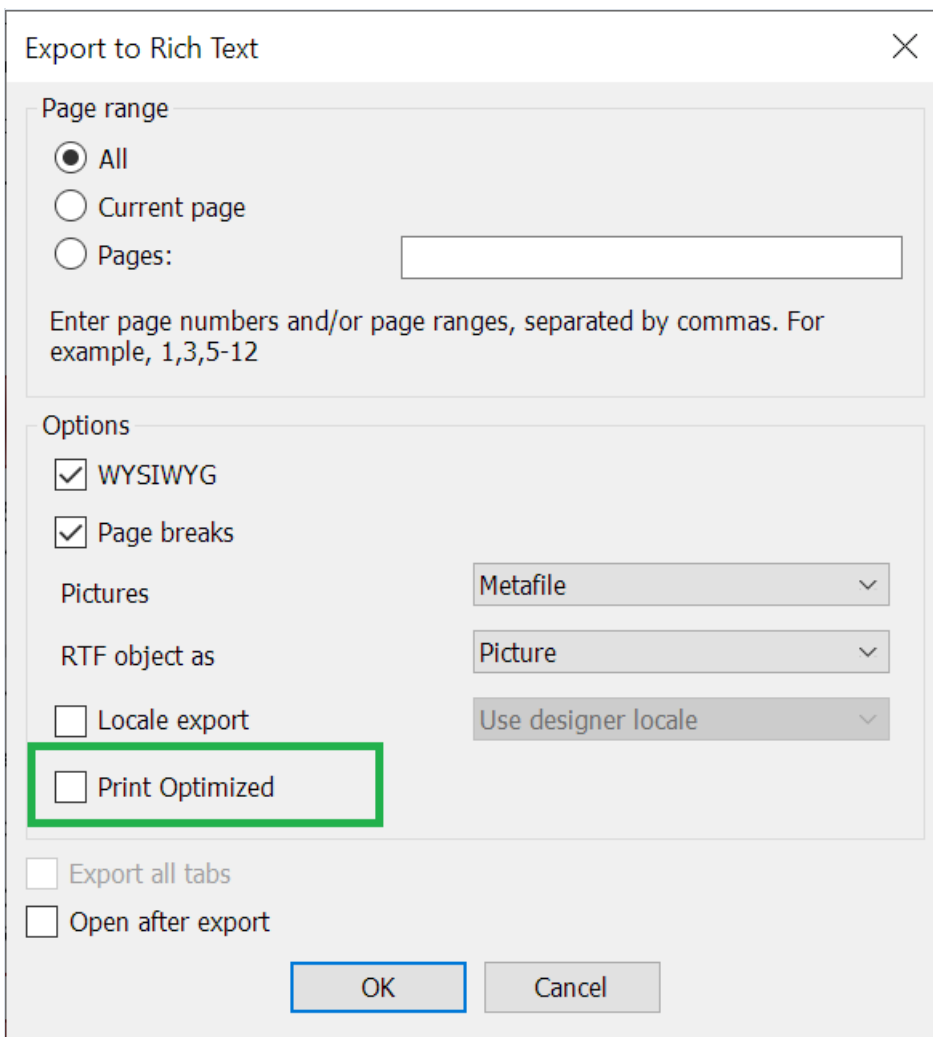 Export to Rich Text
Page range
All
Current page
Pages:
Enter page numbers and/or page ranges, separated by commas. For
example, 1,3,5-12
Options
WYSIWYG
Page breaks
Pictures
Metafile
RTF object as
Picture
Locale export
Use designer locale
Print Optimized
Export all tabs
Open after export
OK
Cancel